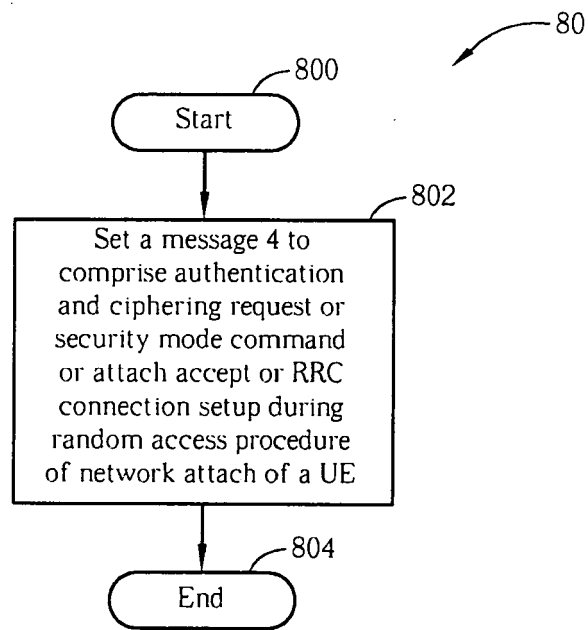 80
800
Start
802
Set a message 4 to
comprise authentication
and ciphering request or
security mode command
or attach accept or RRC
connection setup during
random access procedure
of network attach of a UE
804
End